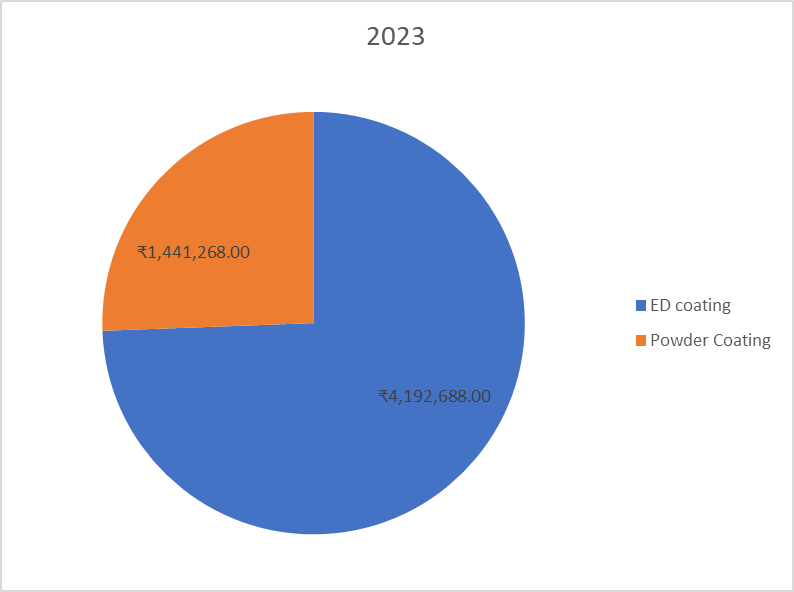 2023
₹1,441,268.00
₹4,192,688.00
ED coating
Powder Coating